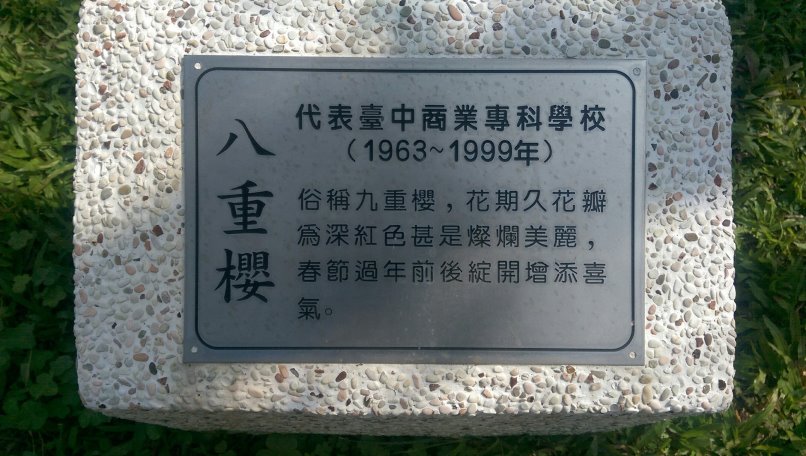 八重櫻
代表臺中商業專科學校
（1963~1999年）
俗稱九重櫻，花期久花瓣
為深紅色甚是燦爛美麗，
春節過年前後綻開增添喜
氣。